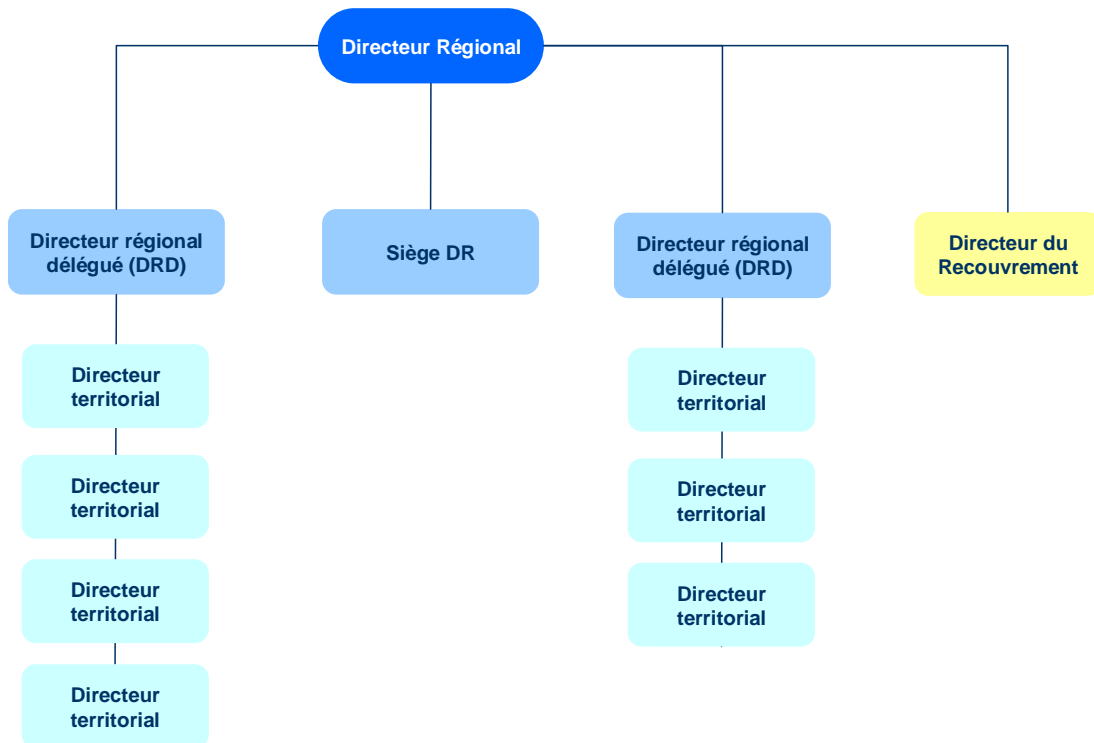 Directeur Régional
Directeur régional
délégué (DRD)
Siège DR
Directeur régional
délégué (DRD)
Directeur du
Recouvrement
Directeur
territorial
Directeur
territorial
Directeur
territorial
Directeur
territorial
Directeur
territorial
Directeur
territorial
Directeur
territorial